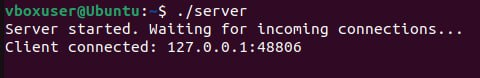 vboxuser@Ubuntu:~$ ./server
Server started. Waiting for incoming connections...
Client connected: 127.0.0.1:48806